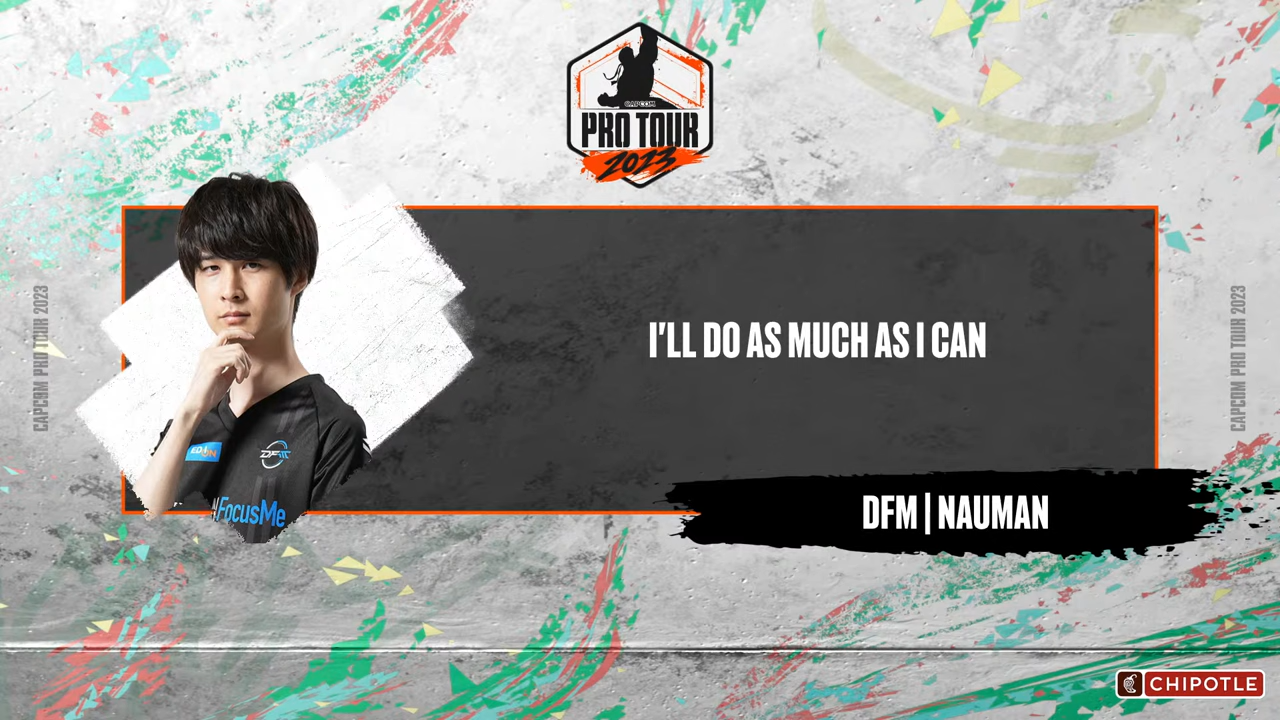 CAPCOM
PRO TOUR
2023
CAPCOM PRO TOUR 2023
I'LL DO AS MUCH AS I CAN
CAPCOM PRO TOUR 2023
DFM
FocusMe
DFM | NAUMAN
CHIPOTLE